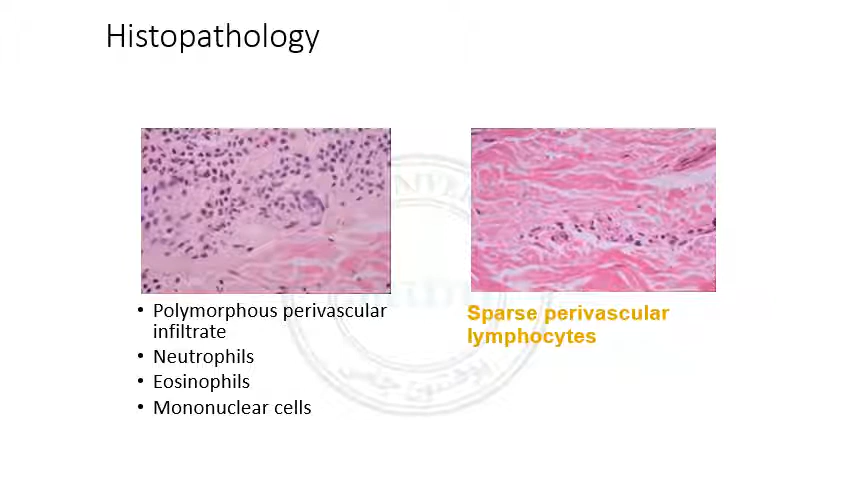 Histopathology
• Polymorphous perivascular
infiltrate
• Neutrophils
• Eosinophils
• Mononuclear cells
Sparse perivascular
lymphocytes